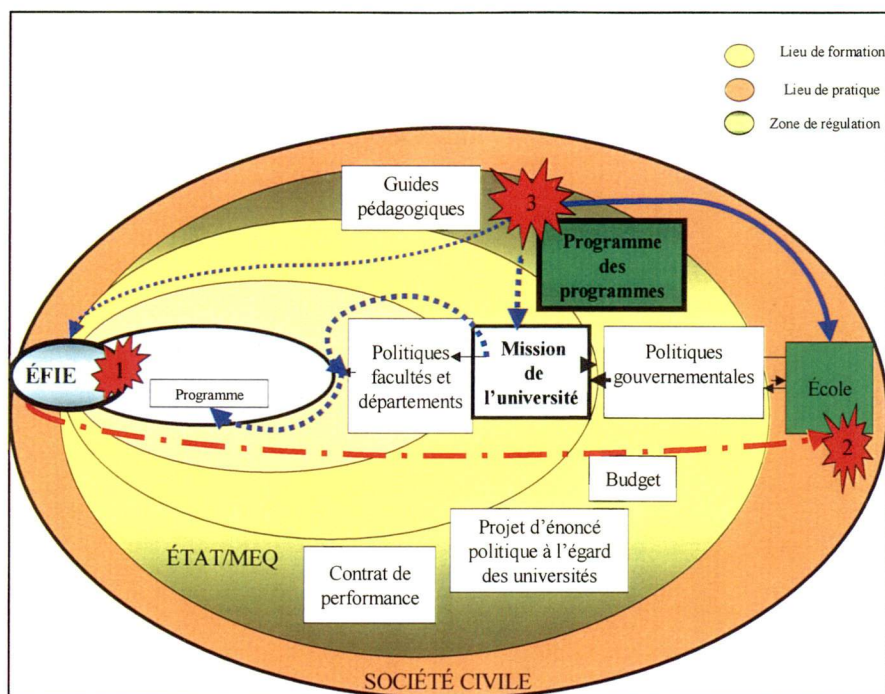 Lieu de formation
Lieu de pratique
Zone de régulation
Guides
pédagogiques
3
Programme
des
programmes
ÉFIE
1
Programme
Politiques
facultés et
départements
Mission
de
l'université
Politiques
gouvernementales
École
2
Budget
Projet d'énoncé
politique à l'égard
des universités
ÉTAT/MEQ
Contrat de
performance
SOCIÉTÉ CIVILE